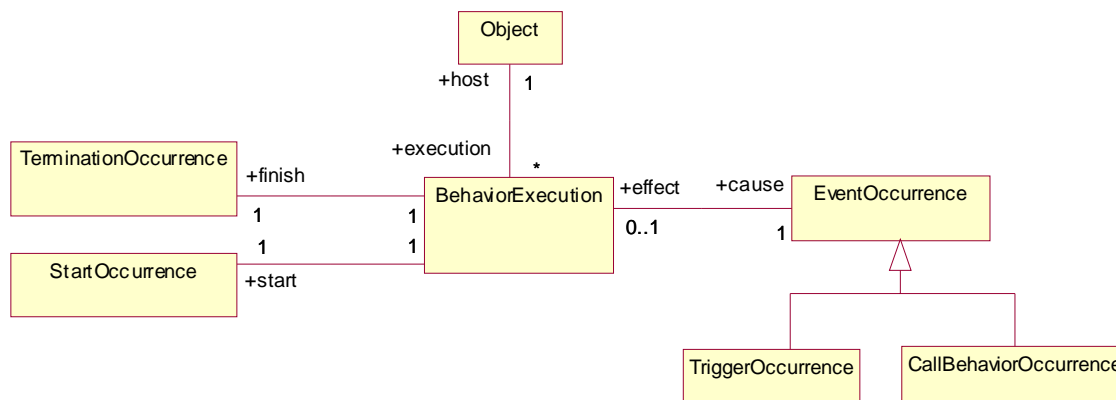 Object
+host 1
+execution
*
TerminationOccurrence
+finish
1 1
BehaviorExecution
+effect +cause
0..1 1
EventOccurrence
1 1
StartOccurrence
+start
TriggerOccurrence
CallBehaviorOccurrence